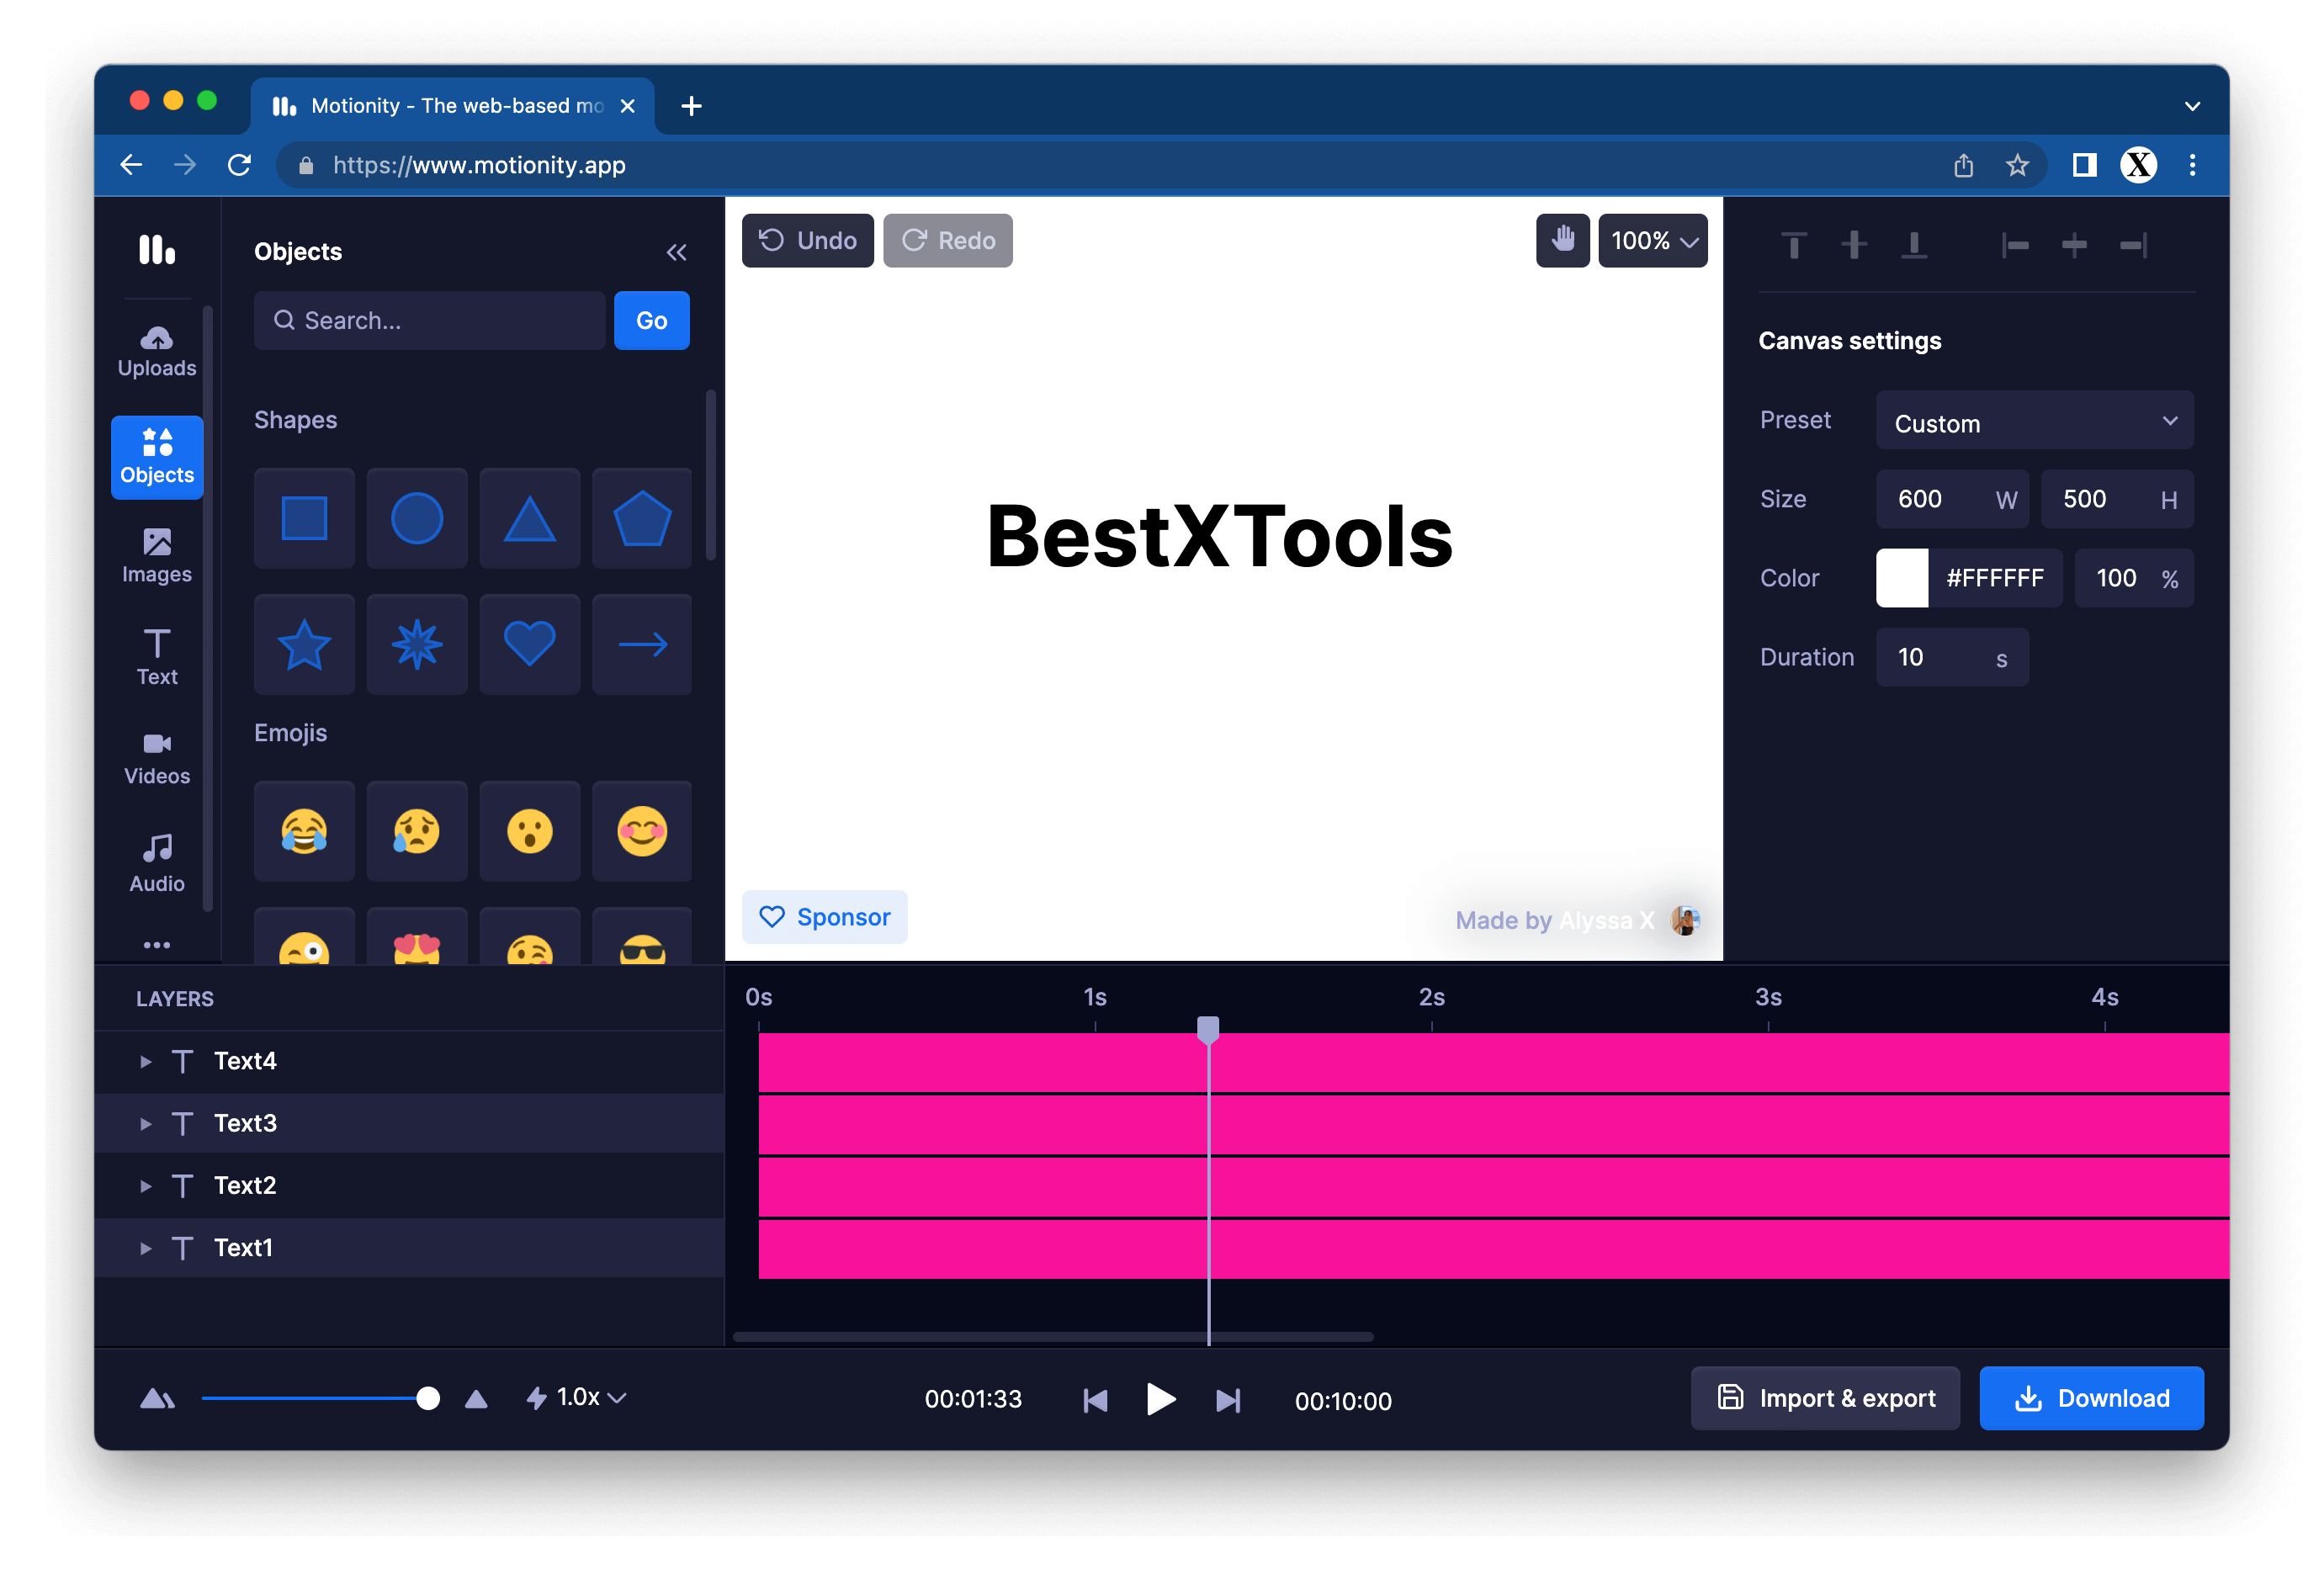 Motionity - The web-based mo
https://www.motionity.app
Objects
Undo
Redo
100%
Search...
Go
Uploads
Objects
Images
Text
Videos
Audio
Shapes
Emojis
BestXTools
Sponsor
Made by Alyssa X
Canvas settings
Preset Custom
Size 600 W 500 H
Color #FFFFFF 100 %
Duration 10 s
LAYERS
0s 1s 2s 3s 4s
Text4
Text3
Text2
Text1
1.0x
00:01:33
00:10:00
Import & export
Download
X